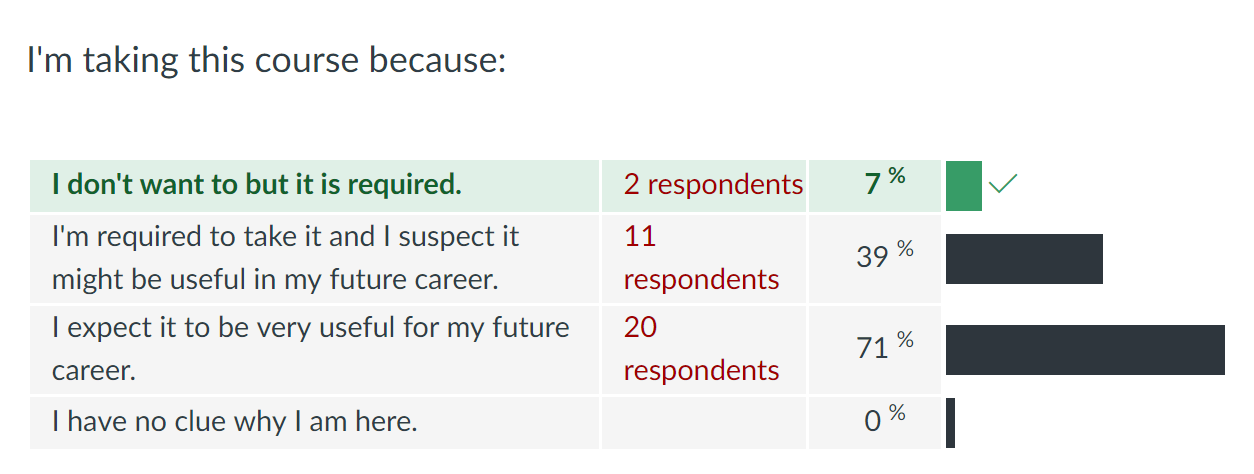 I'm taking this course because:
I don't want to but it is required. 2 respondents 7 %
I'm required to take it and I suspect it 11
might be useful in my future career. respondents 39 %
I expect it to be very useful for my future 20
career. respondents 71 %
I have no clue why I am here. 0 %